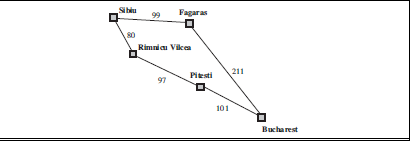 Sibiu
Fagaras
99
80
Rimnicu Vilcea
97
Pitesti
211
101
Bucharest